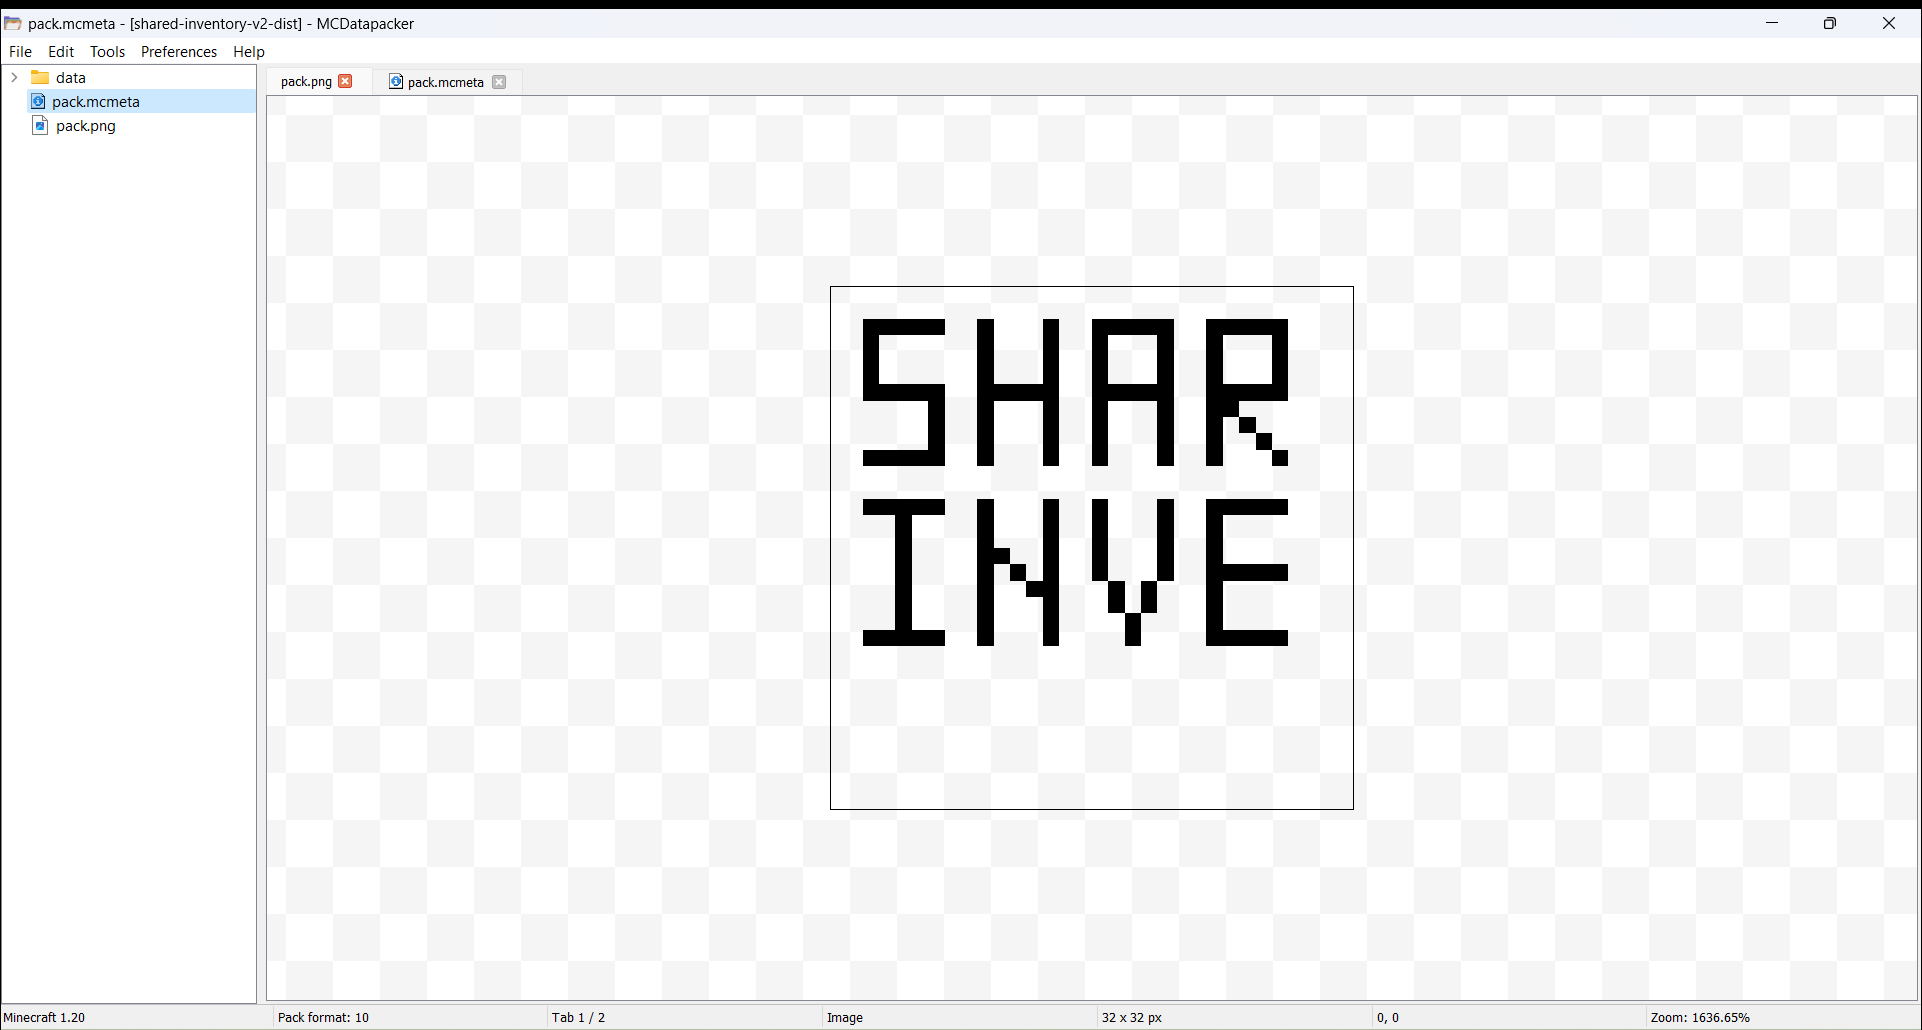 pack.mcmeta - [shared-inventory-v2-dist] - MCDatapacker
File Edit Tools Preferences Help
data
pack.mcmeta
pack.png
pack.png pack.mcmeta
SHAR
INVE
Minecraft 1.20 Pack format: 10 Tab 1 / 2 Image 32 x 32 px 0, 0 Zoom: 1636.65%